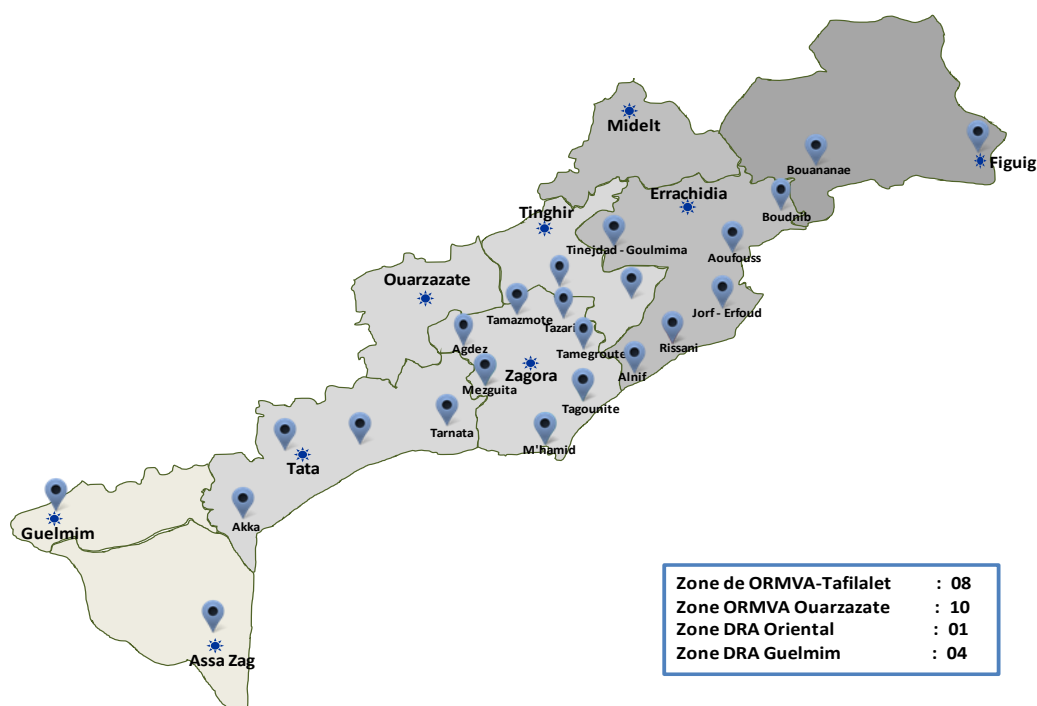 Midelt
Bouananae
Figuig
Errachidia
Boudnib
Tinghir
Tinejdad - Goulmima
Aoufouss
Ouarzazate
Tamazmote
Tazari
Jorf - Erfoud
Agdez
Tamegroute
Rissani
Zagora
Alnif
Mezguita
Tagounite
Tarnata
M'hamid
Tata
Akka
Guelmim
Assa Zag
Zone de ORMVA-Tafilalet : 08
Zone ORMVA Ouarzazate : 10
Zone DRA Oriental : 01
Zone DRA Guelmim : 04